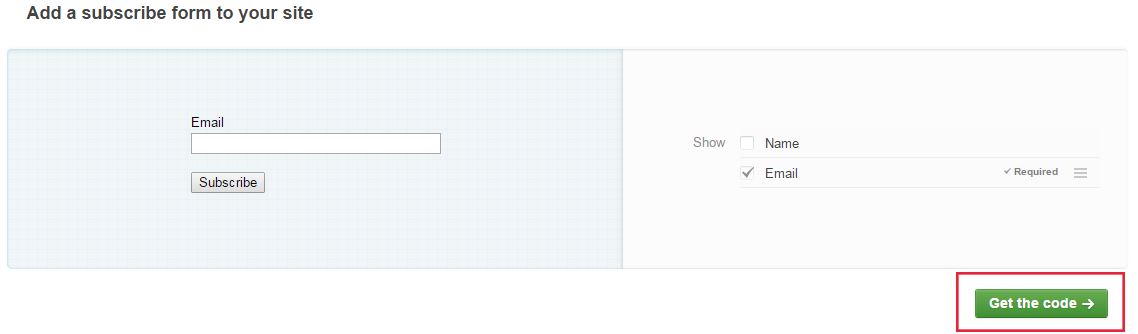 Add a subscribe form to your site
Email
Subscribe
Show Name
Email Required
Get the code